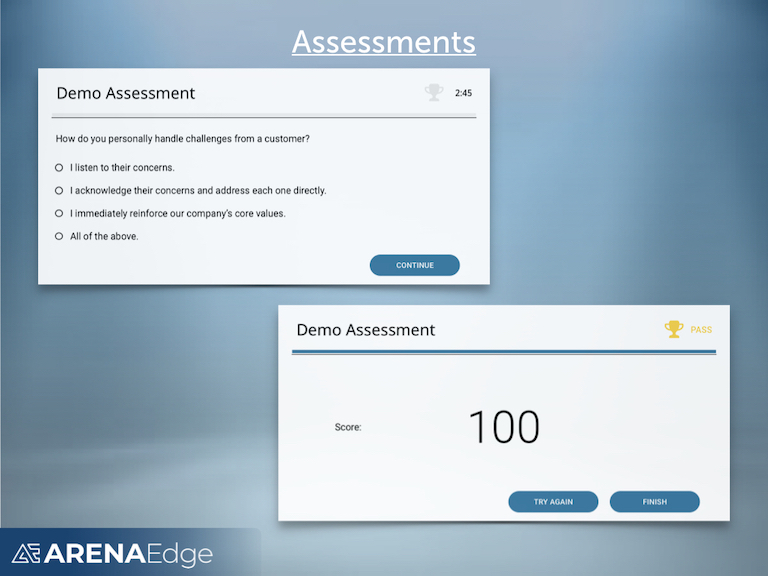 Assessments
Demo Assessment
2:45
How do you personally handle challenges from a customer?
I listen to their concerns.
I acknowledge their concerns and address each one directly.
I immediately reinforce our company's core values.
All of the above.
CONTINUE
Demo Assessment
PASS
Score:
100
TRY AGAIN
FINISH
ARENAEdge